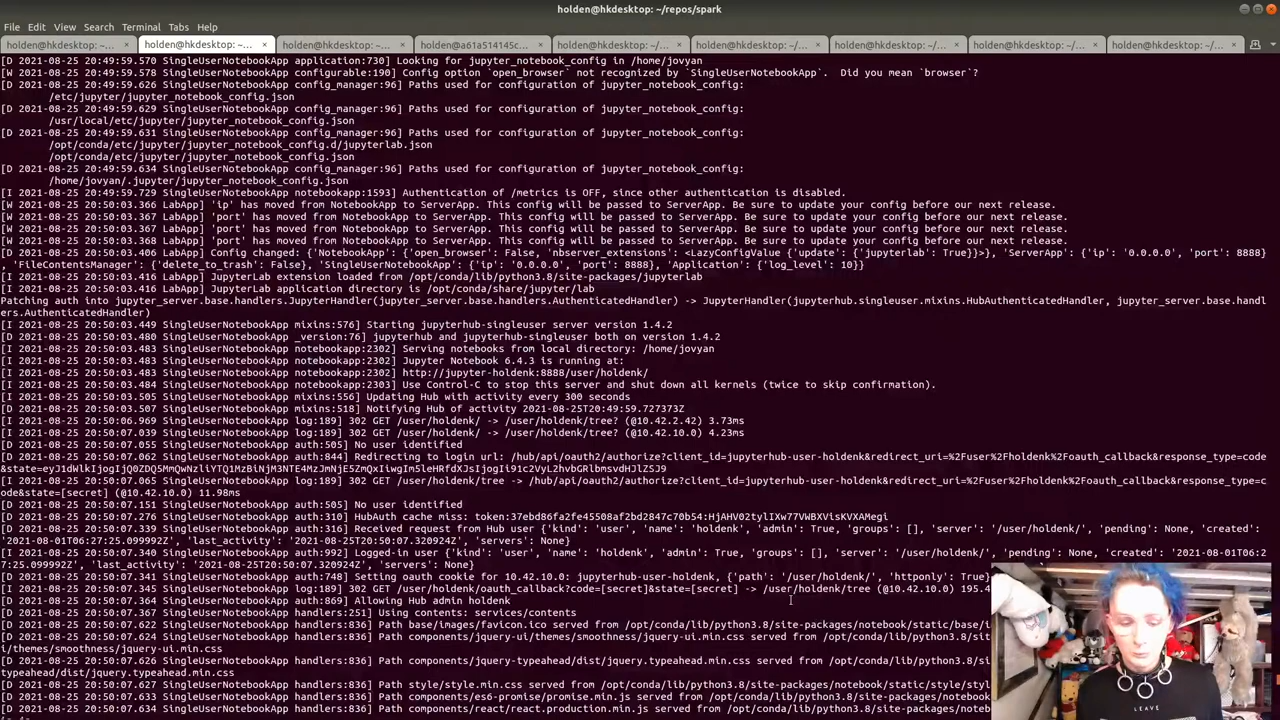 holden@hkdesktop: ~/repos/spark
File Edit View Search Terminal Tabs Help
holden@hkdesktop: ~... × holden@hkdesktop: ~... × holden@hkdesktop: ~... × holden@a61a514145c... × holden@hkdesktop: ~/... × holden@hkdesktop: ~/... × holden@hkdesktop: ~/... × holden@hkdesktop: ~/... × holden@hkdesktop: ~/... ×
[D 2021-08-25 20:49:59.570 SingleUserNotebookApp application:730] Looking for jupyter_notebook_config in /home/jovyan
[W 2021-08-25 20:49:59.578 SingleUserNotebookApp configurable:190] Config option `open_browser` not recognized by `SingleUserNotebookApp`.  Did you mean `browser`?
[D 2021-08-25 20:49:59.626 SingleUserNotebookApp config_manager:96] Paths used for configuration of jupyter_notebook_config:
/etc/jupyter/jupyter_notebook_config.json
[D 2021-08-25 20:49:59.629 SingleUserNotebookApp config_manager:96] Paths used for configuration of jupyter_notebook_config:
/usr/local/etc/jupyter/jupyter_notebook_config.json
[D 2021-08-25 20:49:59.631 SingleUserNotebookApp config_manager:96] Paths used for configuration of jupyter_notebook_config:
/opt/conda/etc/jupyter/jupyter_notebook_config.d/jupyterlab.json
/opt/conda/etc/jupyter/jupyter_notebook_config.json
[D 2021-08-25 20:49:59.634 SingleUserNotebookApp config_manager:96] Paths used for configuration of jupyter_notebook_config:
/home/jovyan/.jupyter/jupyter_notebook_config.json
[I 2021-08-25 20:49:59.729 SingleUserNotebookApp notebookapp:1593] Authentication of /metrics is OFF, since other authentication is disabled.
[W 2021-08-25 20:50:03.366 LabApp] 'ip' has moved from NotebookApp to ServerApp. This config will be passed to ServerApp. Be sure to update your config before our next release.
[W 2021-08-25 20:50:03.367 LabApp] 'port' has moved from NotebookApp to ServerApp. This config will be passed to ServerApp. Be sure to update your config before our next release.
[W 2021-08-25 20:50:03.367 LabApp] 'port' has moved from NotebookApp to ServerApp. This config will be passed to ServerApp. Be sure to update your config before our next release.
[W 2021-08-25 20:50:03.368 LabApp] 'port' has moved from NotebookApp to ServerApp. This config will be passed to ServerApp. Be sure to update your config before our next release.
[D 2021-08-25 20:50:03.406 LabApp] Config changed: {'NotebookApp': {'open_browser': False, 'nbserver_extensions': <LazyConfigValue {'update': {'jupyterlab': True}}>}, 'ServerApp': {'ip': '0.0.0.0', 'port': 8888}
, 'FileContentsManager': {'delete_to_trash': False}, 'SingleUserNotebookApp': {'ip': '0.0.0.0', 'port': 8888}, 'Application': {'log_level': 10}}
[I 2021-08-25 20:50:03.416 LabApp] JupyterLab extension loaded from /opt/conda/lib/python3.8/site-packages/jupyterlab
[I 2021-08-25 20:50:03.416 LabApp] JupyterLab application directory is /opt/conda/share/jupyter/lab
Patching auth into jupyter_server.base.handlers.JupyterHandler(jupyter_server.base.handlers.AuthenticatedHandler) -> JupyterHandler(jupyterhub.singleuser.mixins.HubAuthenticatedHandler, jupyter_server.base.handl
ers.AuthenticatedHandler)
[I 2021-08-25 20:50:03.449 SingleUserNotebookApp mixins:576] Starting jupyterhub-singleuser server version 1.4.2
[D 2021-08-25 20:50:03.480 SingleUserNotebookApp _version:76] jupyterhub and jupyterhub-singleuser both on version 1.4.2
[I 2021-08-25 20:50:03.483 SingleUserNotebookApp notebookapp:2302] Serving notebooks from local directory: /home/jovyan
[I 2021-08-25 20:50:03.483 SingleUserNotebookApp notebookapp:2302] Jupyter Notebook 6.4.3 is running at:
[I 2021-08-25 20:50:03.483 SingleUserNotebookApp notebookapp:2302] http://jupyter-holdenk:8888/user/holdenk/
[I 2021-08-25 20:50:03.484 SingleUserNotebookApp notebookapp:2303] Use Control-C to stop this server and shut down all kernels (twice to skip confirmation).
[I 2021-08-25 20:50:03.505 SingleUserNotebookApp mixins:556] Updating Hub with activity every 300 seconds
[D 2021-08-25 20:50:03.507 SingleUserNotebookApp mixins:518] Notifying Hub of activity 2021-08-25T20:49:59.727373Z
[I 2021-08-25 20:50:06.969 SingleUserNotebookApp log:189] 302 GET /user/holdenk/ -> /user/holdenk/tree? (@10.42.2.42) 3.73ms
[I 2021-08-25 20:50:07.039 SingleUserNotebookApp log:189] 302 GET /user/holdenk/ -> /user/holdenk/tree? (@10.42.10.0) 4.23ms
[D 2021-08-25 20:50:07.055 SingleUserNotebookApp auth:505] No user identified
[D 2021-08-25 20:50:07.062 SingleUserNotebookApp auth:844] Redirecting to login url: /hub/api/oauth2/authorize?client_id=jupyterhub-user-holdenk&redirect_uri=%2Fuser%2Fholdenk%2Foauth_callback&response_type=code
[I 2021-08-25 20:50:07.065 SingleUserNotebookApp log:189] 302 GET /user/holdenk/tree -> /hub/api/oauth2/authorize?client_id=jupyterhub-user-holdenk&redirect_uri=%2Fuser%2Fholdenk%2Foauth_callback&response_type=c
ode&state=[secret] (@10.42.10.0) 11.98ms
[D 2021-08-25 20:50:07.151 SingleUserNotebookApp auth:505] No user identified
[D 2021-08-25 20:50:07.276 SingleUserNotebookApp auth:310] HubAuth cache miss:
[D 2021-08-25 20:50:07.339 SingleUserNotebookApp auth:316] Received request from Hub user {'kind': 'user', 'name': 'holdenk', 'admin': True, 'groups': [], 'server': '/user/holdenk/', 'pending': None, 'created':
'2021-08-01T06:27:25.099992Z', 'last_activity': '2021-08-25T20:50:07.320924Z', 'servers': None}
[I 2021-08-25 20:50:07.340 SingleUserNotebookApp auth:992] Logged-in user {'kind': 'user', 'name': 'holdenk', 'admin': True, 'groups': [], 'server': '/user/holdenk/', 'pending': None, 'created': '2021-08-01T06:2
7:25.099992Z', 'last_activity': '2021-08-25T20:50:07.320924Z', 'servers': None}
[D 2021-08-25 20:50:07.341 SingleUserNotebookApp auth:748] Setting oauth cookie for 10.42.10.0: jupyterhub-user-holdenk, {'path': '/user/holdenk/', 'httponly': True}
[I 2021-08-25 20:50:07.345 SingleUserNotebookApp log:189] 302 GET /user/holdenk/oauth_callback?code=[secret]&state=[secret] -> /user/holdenk/tree (@10.42.10.0) 195.4
[D 2021-08-25 20:50:07.364 SingleUserNotebookApp auth:869] Allowing Hub admin holdenk
[D 2021-08-25 20:50:07.367 SingleUserNotebookApp handlers:251] Using contents: services/contents
[D 2021-08-25 20:50:07.622 SingleUserNotebookApp handlers:836] Path base/images/favicon.ico served from /opt/conda/lib/python3.8/site-packages/notebook/static/base/i
[D 2021-08-25 20:50:07.624 SingleUserNotebookApp handlers:836] Path components/jquery-ui/themes/smoothness/jquery-ui.min.css served from /opt/conda/lib/python3.8/si
i/themes/smoothness/jquery-ui.min.css
[D 2021-08-25 20:50:07.626 SingleUserNotebookApp handlers:836] Path components/jquery-typeahead/dist/jquery.typeahead.min.css served from /opt/conda/lib/python3.8/si
typeahead/dist/jquery.typeahead.min.css
[D 2021-08-25 20:50:07.627 SingleUserNotebookApp handlers:836] Path style/style.min.css served from /opt/conda/lib/python3.8/site-packages/notebook/static/style/styl
[D 2021-08-25 20:50:07.633 SingleUserNotebookApp handlers:836] Path components/es6-promise/promise.min.js served from /opt/conda/lib/python3.8/site-packages/notebook
[D 2021-08-25 20:50:07.634 SingleUserNotebookApp handlers:836] Path components/react/react.production.min.js served from /opt/conda/lib/python3.8/site-packages/noteb
LEAVE